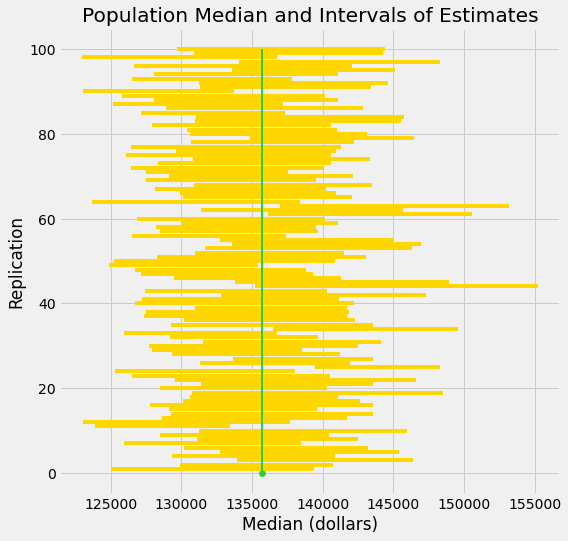 Population Median and Intervals of Estimates
100
80
60
40
20
0
Replication
125000 130000 135000 140000 145000 150000 155000
Median (dollars)